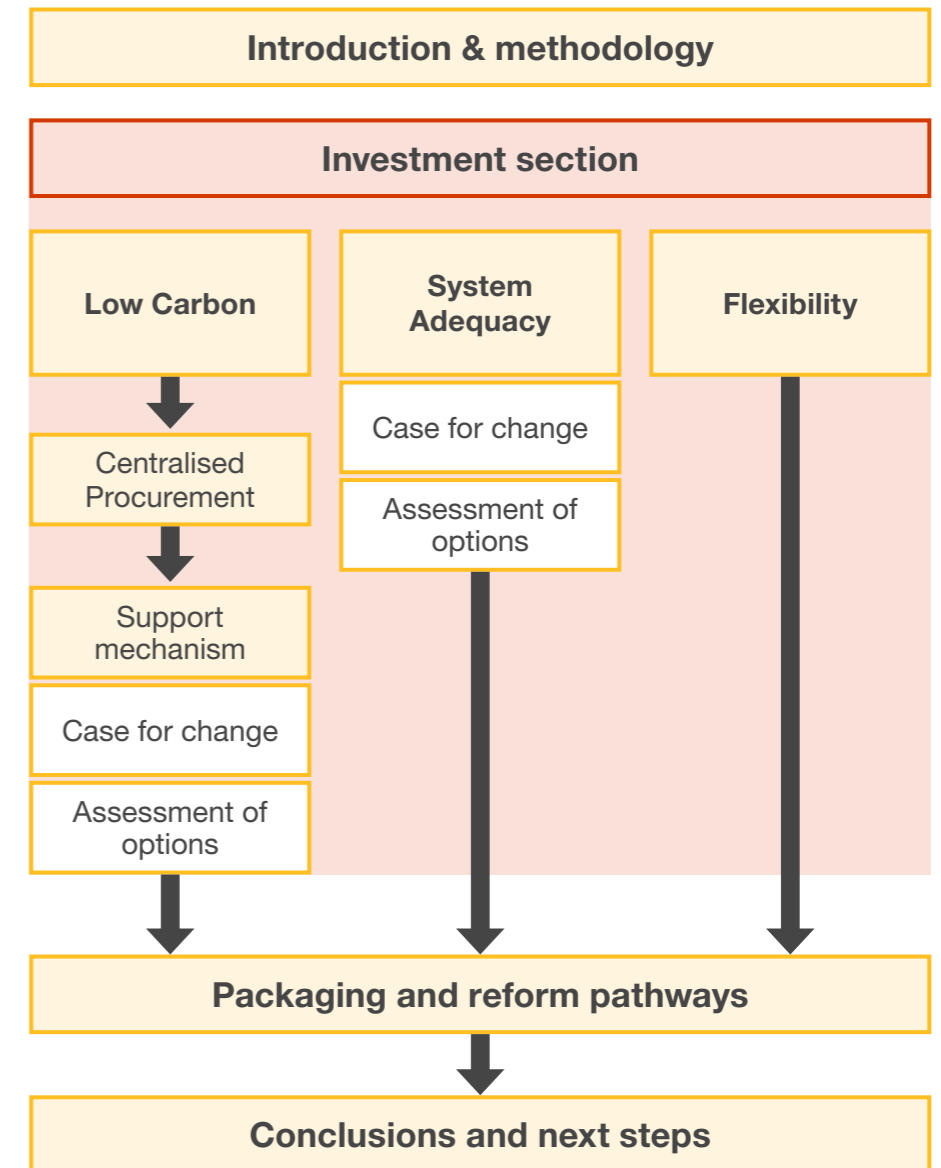 Introduction & methodology
Investment section
Low Carbon
System
Adequacy
Flexibility
Centralised
Procurement
Support
mechanism
Case for change
Assessment of
options
Case for change
Assessment of
options
Packaging and reform pathways
Conclusions and next steps